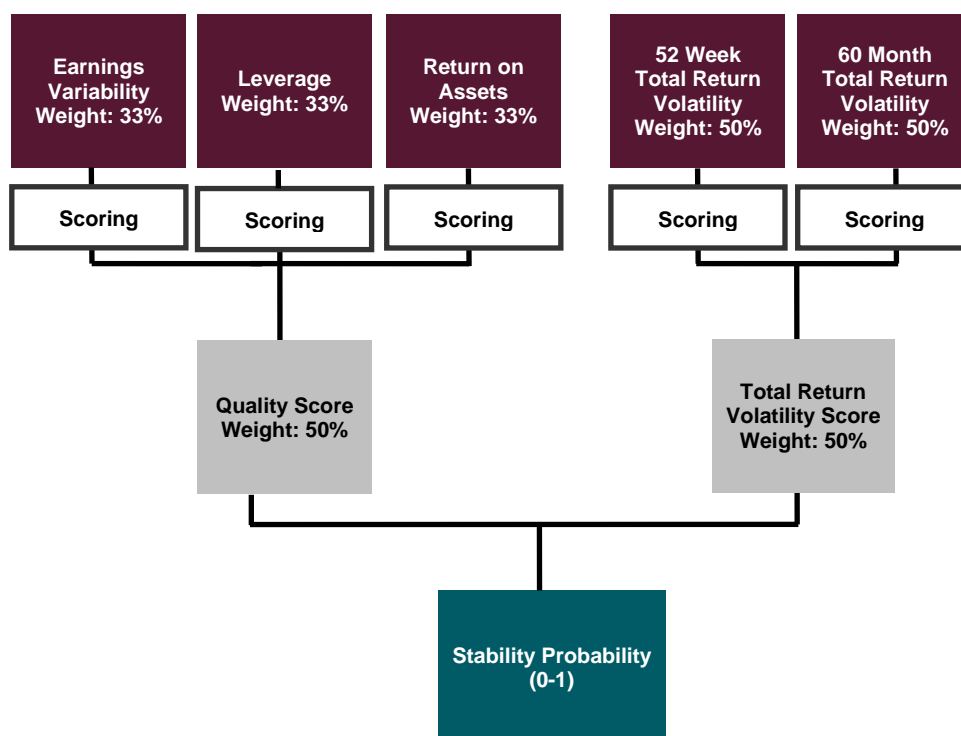 Earnings
Variability
Weight: 33%
Leverage
Weight: 33%
Return on
Assets
Weight: 33%
52 Week
Total Return
Volatility
Weight: 50%
60 Month
Total Return
Volatility
Weight: 50%
Scoring
Scoring
Scoring
Scoring
Scoring
Quality Score
Weight: 50%
Total Return
Volatility Score
Weight: 50%
Stability Probability
(0-1)